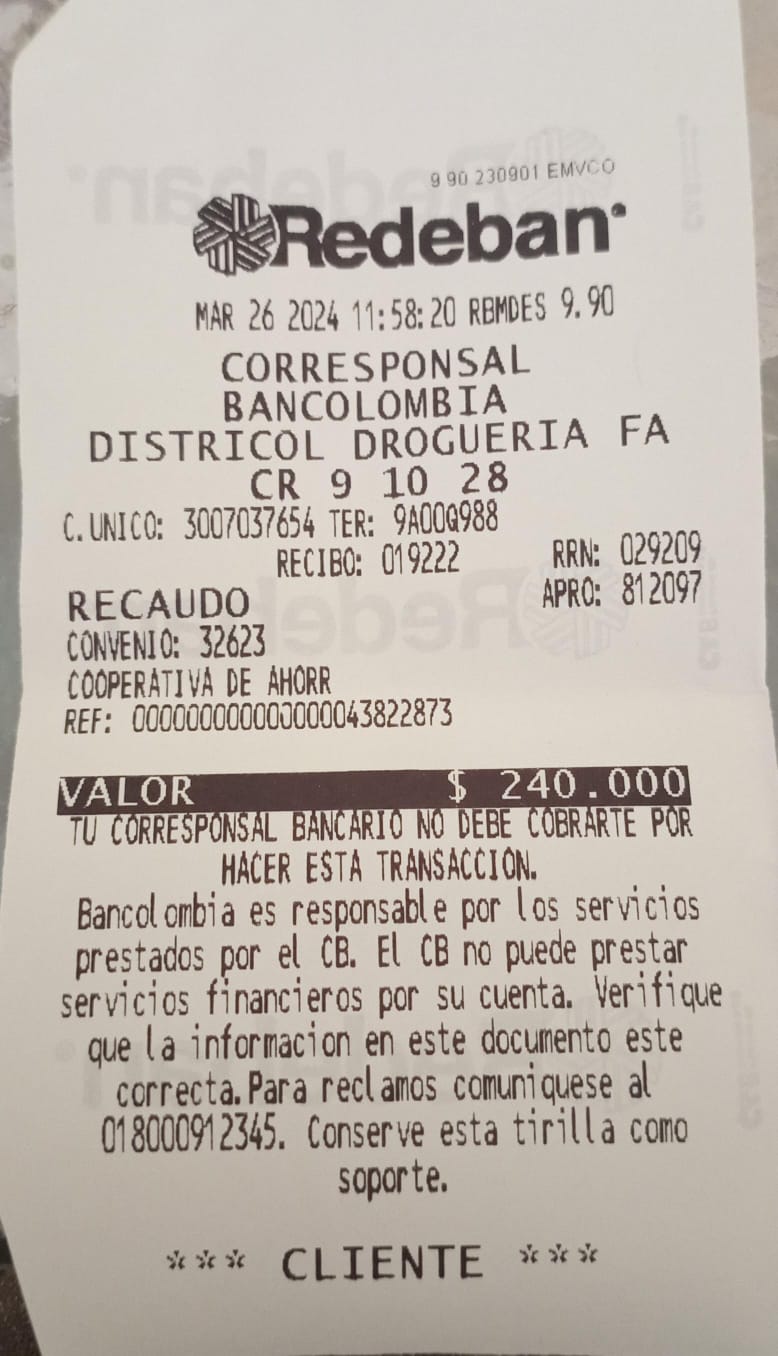 9 90 230901 EMVCO
Redeban
MAR 26 2024 11:58:20 RBMDES 9.90
CORRESPONSAL
BANCOLOMBIA
DISTRICOL DROGUERIA FA
CR 9 10 28
C.UNICO: 3007037654 TER: 9A00Q988
RECIBO: 019222 RRN: 029209
RECAUDO APRO: 812097
CONVENIO: 32623
COOPERATIVA DE AHORR
REF: 000000000000000043822873
VALOR $ 240.000
TU CORRESPONSAL BANCARIO NO DEBE COBRARTE POR
HACER ESTA TRANSACCION.
Bancolombia es responsable por los servicios
prestados por el CB. El CB no puede prestar
servicios financieros por su cuenta. Verifique
que la informacion en este documento este
correcta.Para reclamos comuniquese al
018000912345. Conserve esta tirilla como
soporte.
*** CLIENTE ***